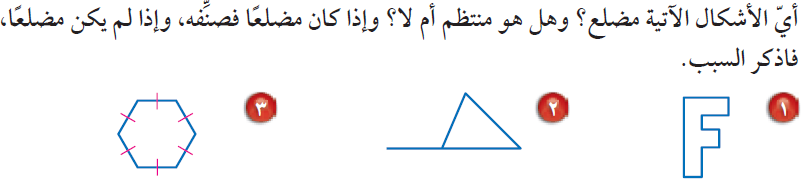 أيّ الأشكال الآتية مضلع؟ وهل هو منتظم أم لا؟ وإذا كان مضلعًا فصنِّفه، وإذا لم يكن مضلعًا،
فاذكر السبب.
١ ٢ ٣